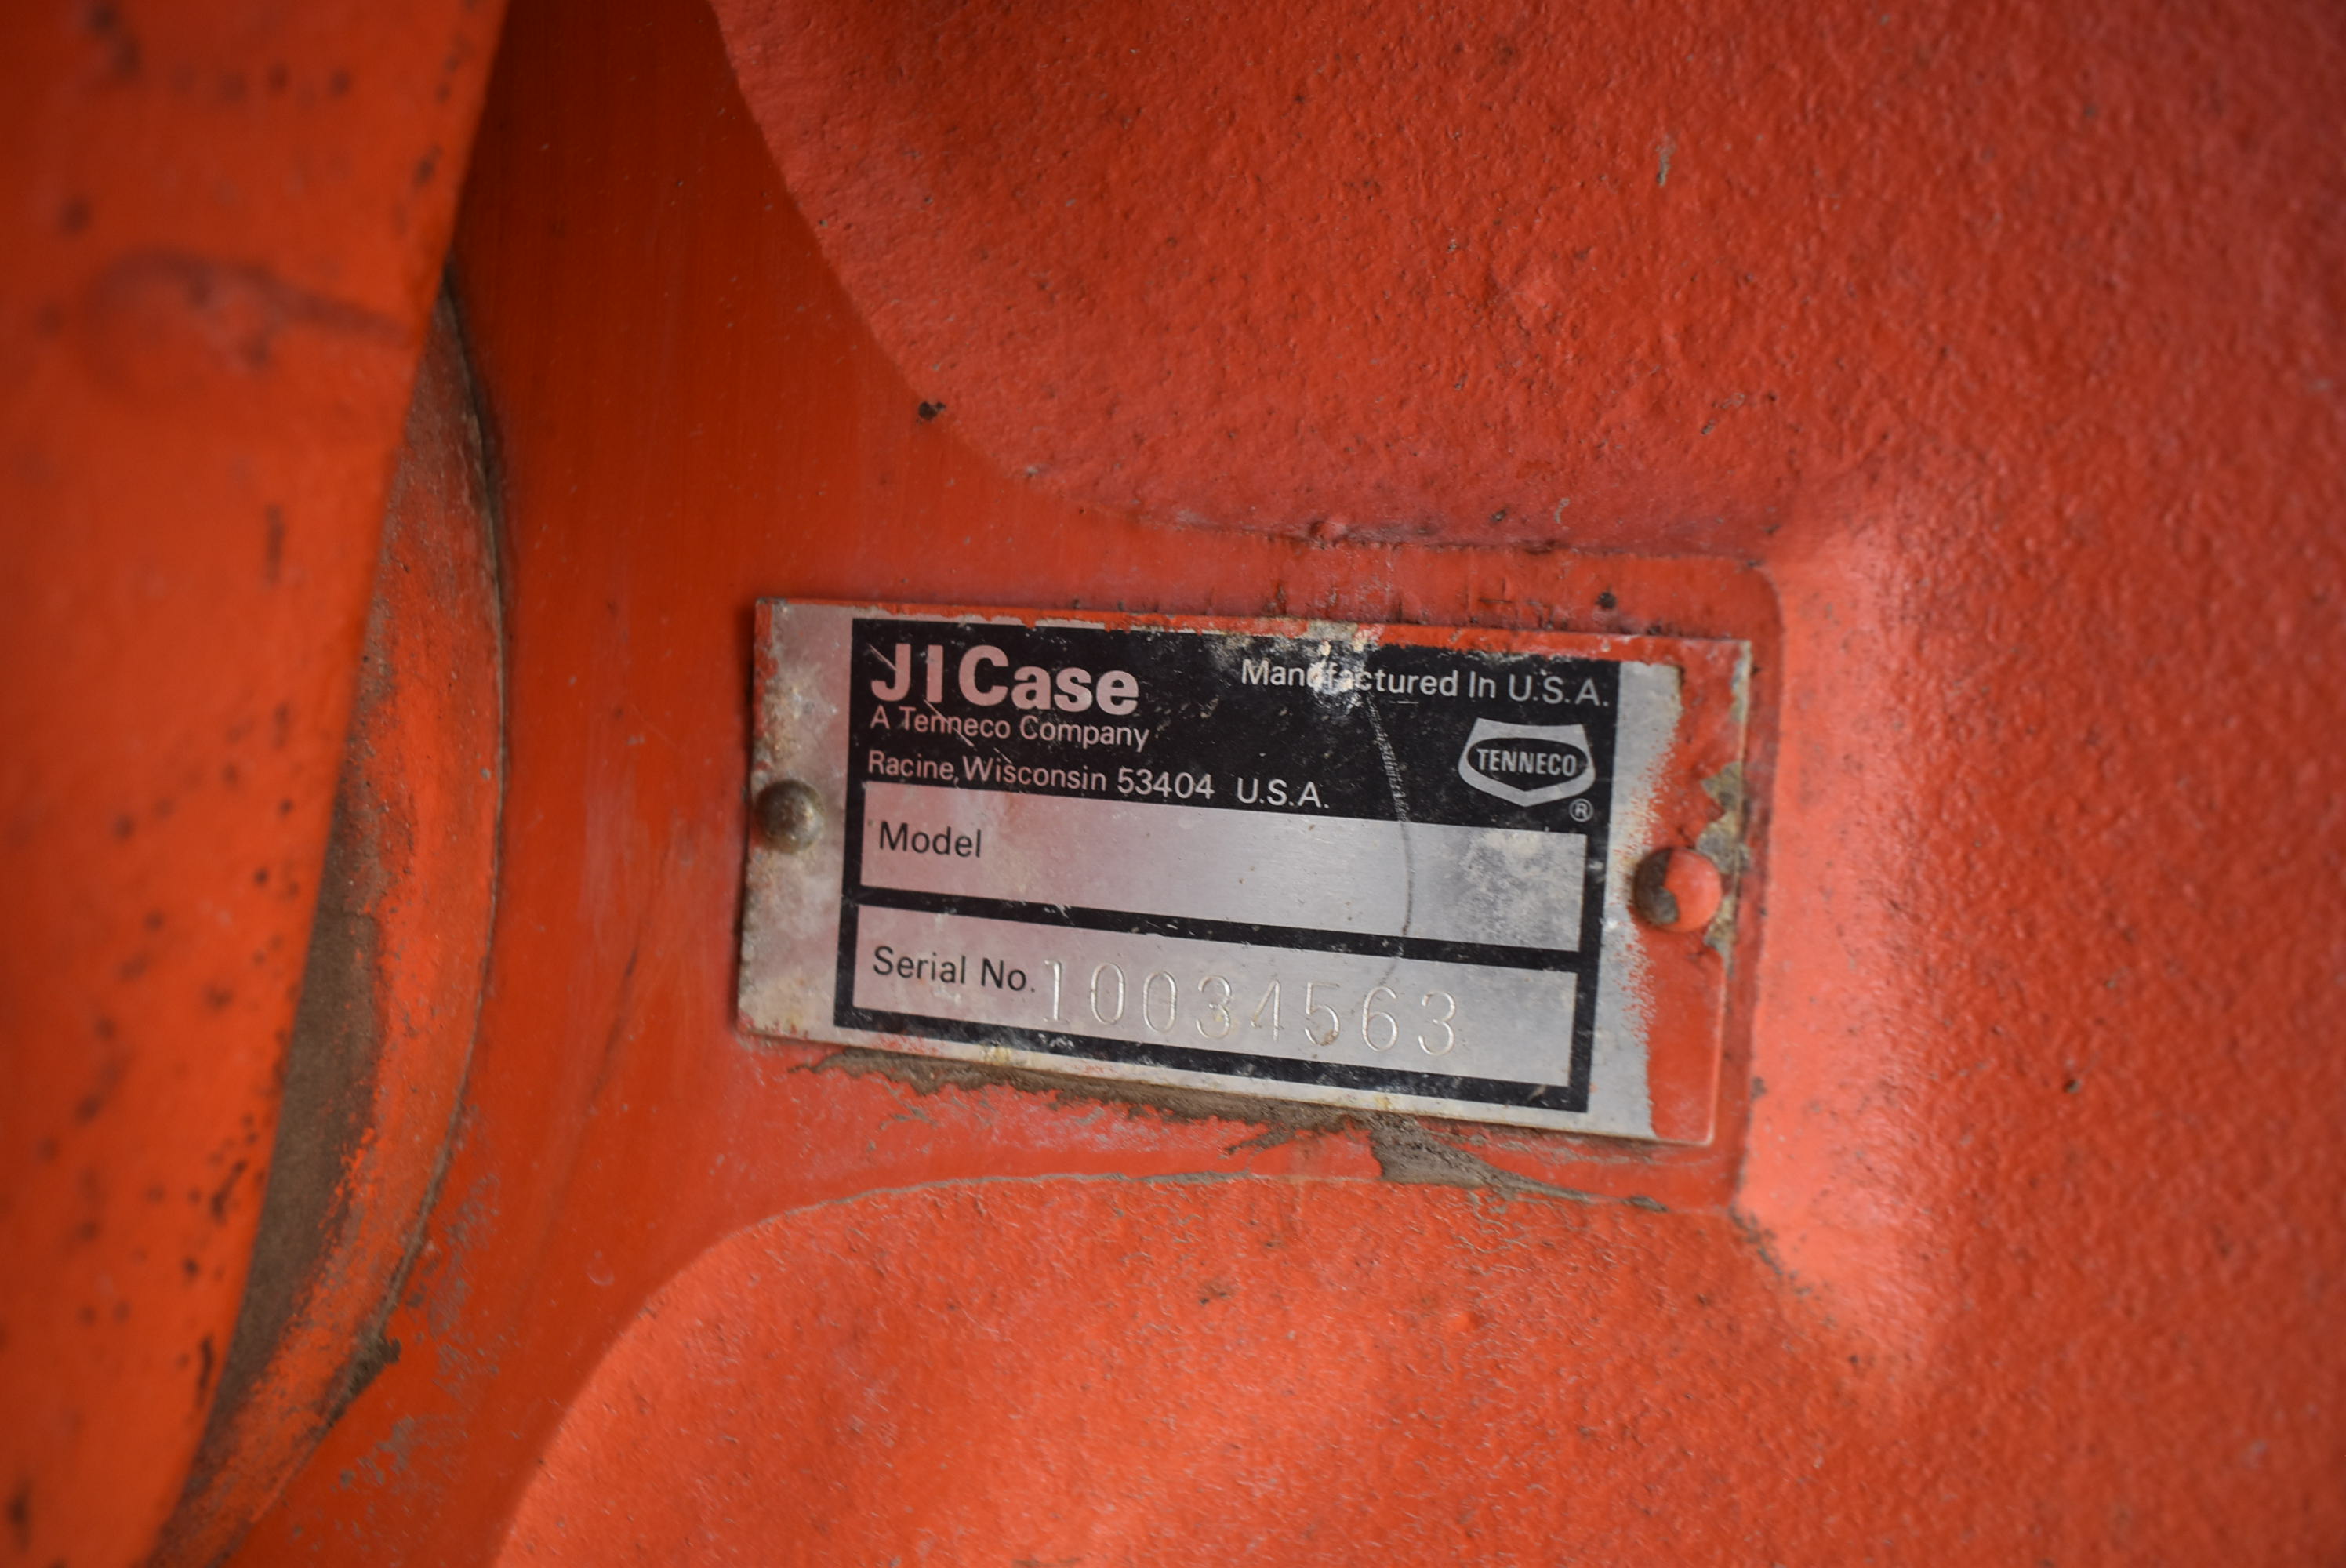 JI Case
Manufactured In U.S.A.
A Tenneco Company
Racine, Wisconsin 53404 U.S.A.
TENNECO
®
Model
Serial No. 10034563